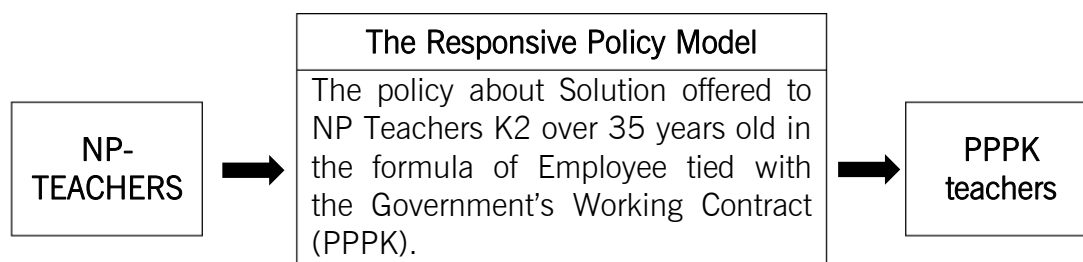 NP-
TEACHERS
The Responsive Policy Model
The policy about Solution offered to
NP Teachers K2 over 35 years old in
the formula of Employee tied with
the Government's Working Contract
(PPPK).
PPPK
teachers